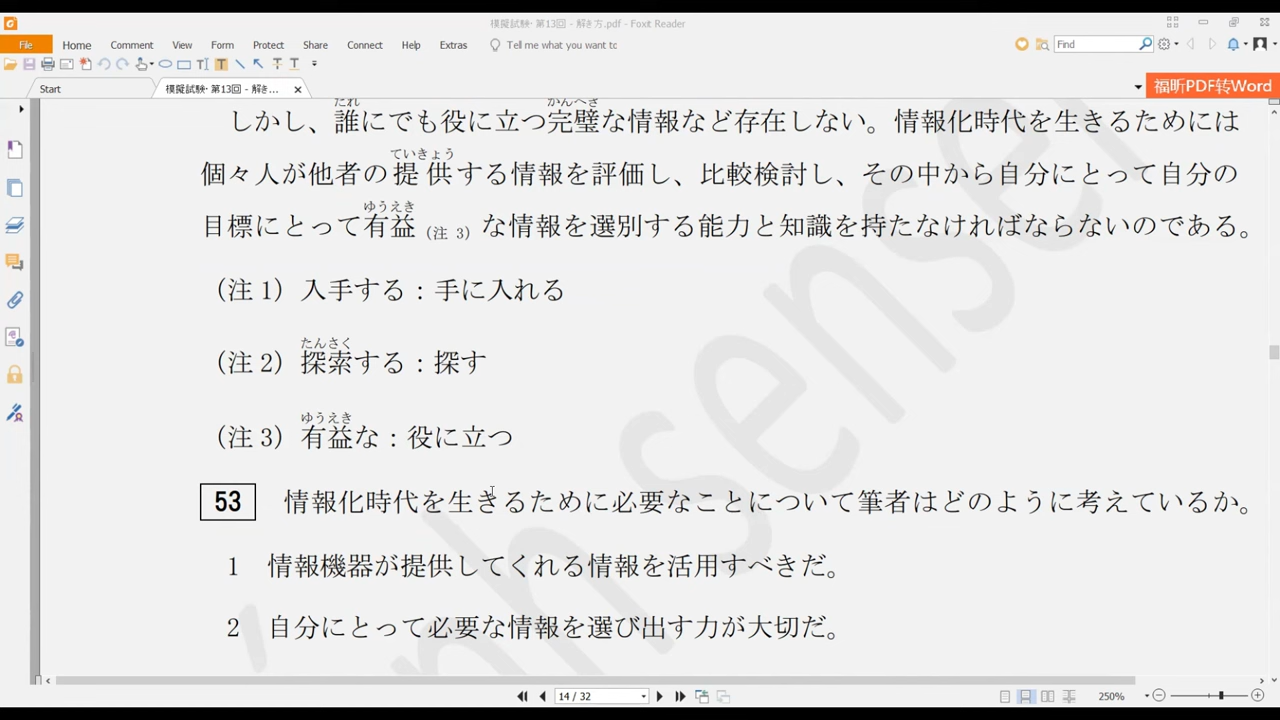 模擬試験- 第13回 - 解き方.pdf - Foxit Reader
File Home Comment View Form Protect Share Connect Help Extras Tell me what you want to Find
Start 模擬試験- 第13回 - 解き... 福昕PDF转Word
だれ かんぺき
しかし、誰にでも役に立つ完璧な情報など存在しない。情報化時代を生きるためには
ていきょう
個々人が他者の提供する情報を評価し、比較検討し、その中から自分にとって自分の
ゆうえき
目標にとって有益（注 3）な情報を選別する能力と知識を持たなければならないのである。
（注 1）入手する：手に入れる
たんさく
（注 2）探索する：探す
ゆうえき
（注 3）有益な：役に立つ
53 情報化時代を生きるために必要なことについて筆者はどのように考えているか。
1 情報機器が提供してくれる情報を活用すべきだ。
2 自分にとって必要な情報を選び出す力が大切だ。
14 / 32 250%